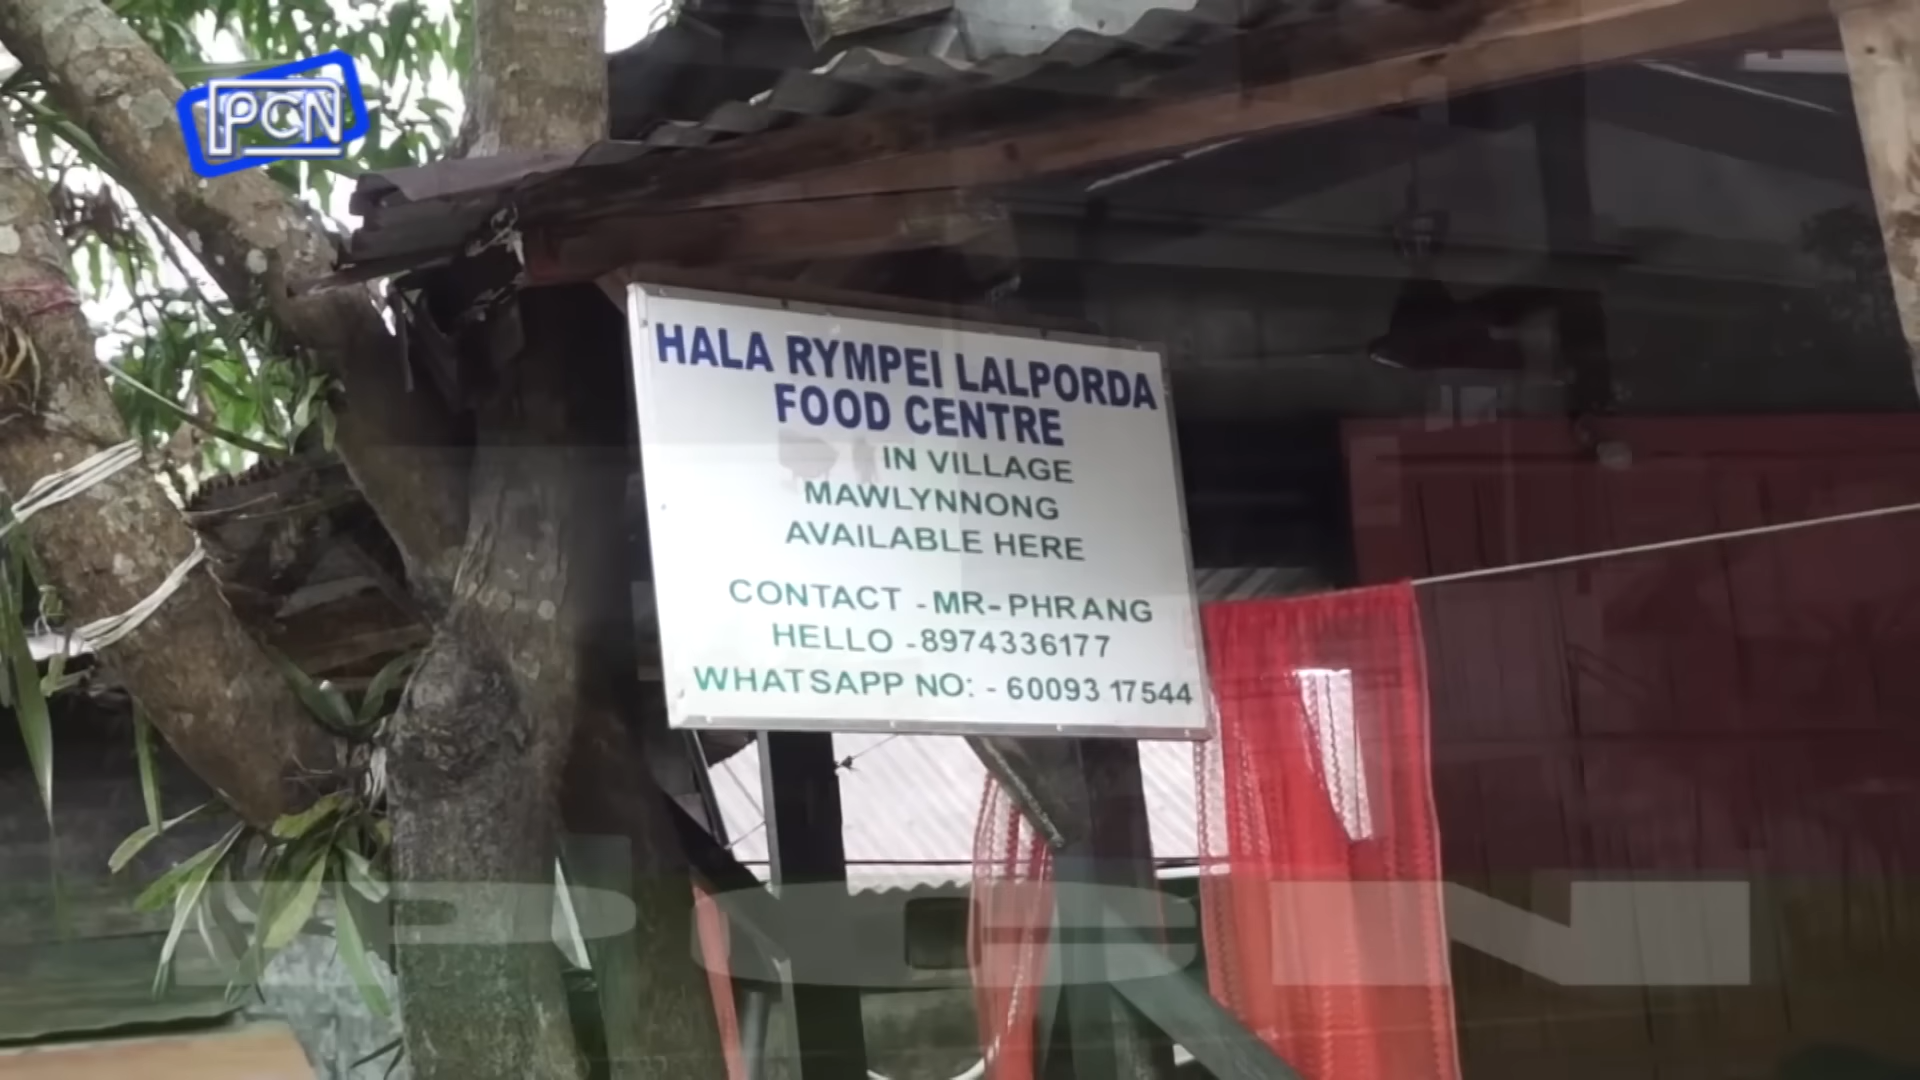 PCN
HALA RYMPEI LALPORDA
FOOD CENTRE
IN VILLAGE
MAWLYNNONG
AVAILABLE HERE
CONTACT - MR- PHRANG
HELLO - 8974336177
WHATSAPP NO: - 60093 17544
PCN